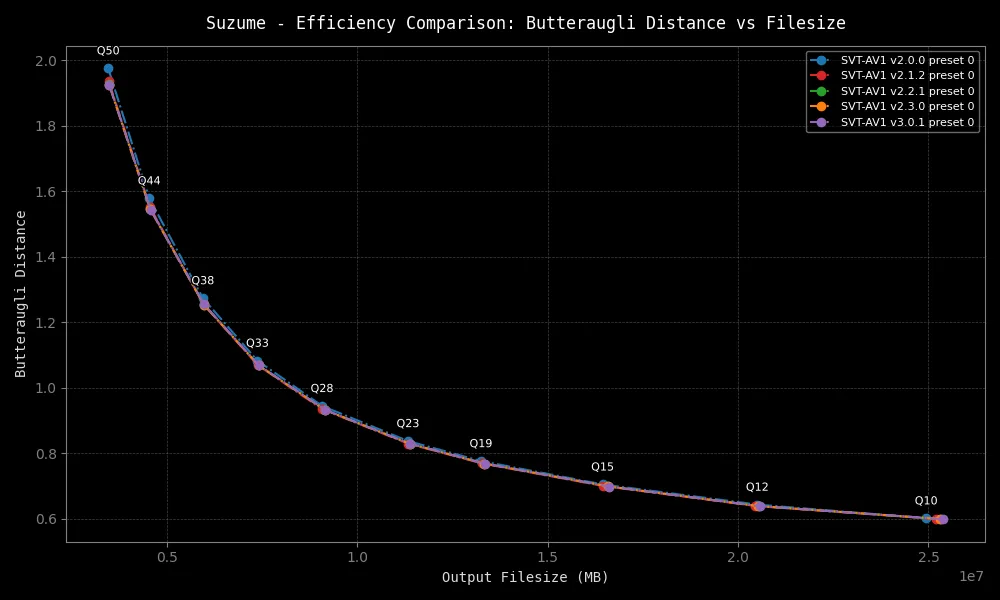 Suzume - Efficiency Comparison: Butteraugli Distance vs Filesize
SVT-AV1 v2.0.0 preset 0
SVT-AV1 v2.1.2 preset 0
SVT-AV1 v2.2.1 preset 0
SVT-AV1 v2.3.0 preset 0
SVT-AV1 v3.0.1 preset 0
Butteraugli Distance
2.0
1.8
1.6
1.4
1.2
1.0
0.8
0.6
Q50
Q44
Q38
Q33
Q28
Q23
Q19
Q15
Q12
Q10
0.5
1.0
1.5
2.0
2.5
1e7
Output Filesize (MB)